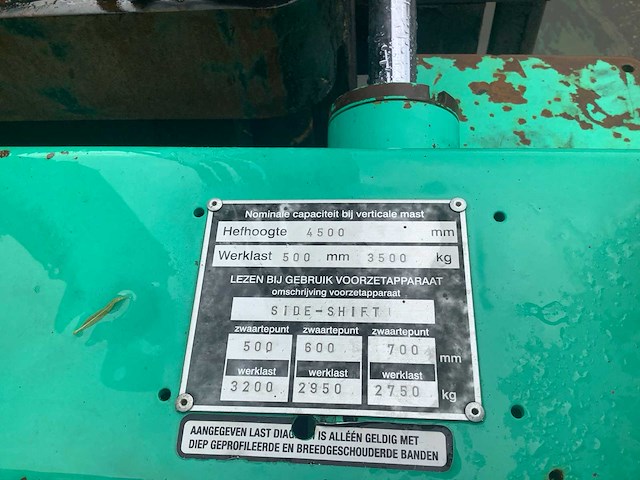 Nominale capaciteit bij verticale mast
Hefhoogte 4500 mm
Werklast 500 mm 3500 kg
LEZEN BIJ GEBRUIK VOORZETAPPARAAT
omschrijving voorzetapparaat
SIDE-SHIFT
zwaartepunt zwaartepunt zwaartepunt
500 600 700 mm
werklast werklast werklast
3200 2950 2750 kg
AANGEGEVEN LAST IS ALLÉÉN GELDIG MET
DIEP GEPROFILEERDE EN BREEDGESCHOUDERDE BANDEN